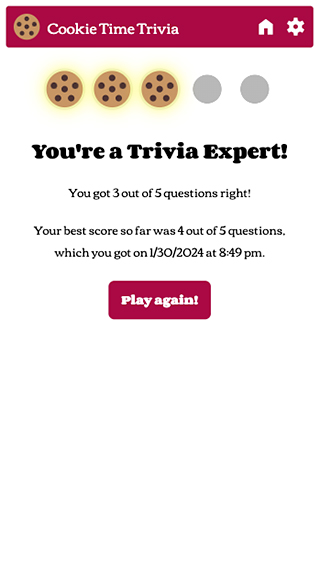 Cookie Time Trivia
You're a Trivia Expert!
You got 3 out of 5 questions right!
Your best score so far was 4 out of 5 questions,
which you got on 1/30/2024 at 8:49 pm.
Play again!